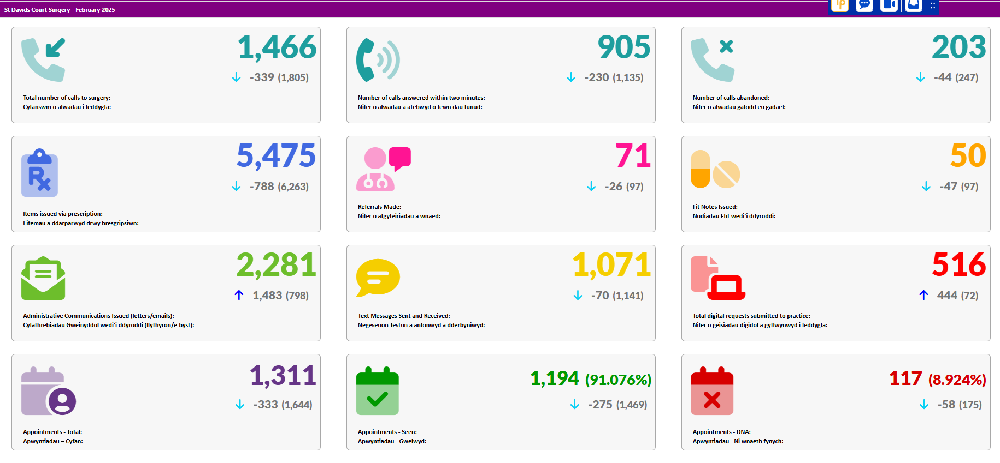 St Davids Court Surgery - February 2025
1,466
-339 (1,805)
Total number of calls to surgery:
Cyfanswm o alwadau i feddygfa:
905
-230 (1,135)
Number of calls answered within two minutes:
Nifer o alwadau a atebwyd o fewn dau funud:
203
-44 (247)
Number of calls abandoned:
Nifer o alwadau gafodd eu gadael:
5,475
-788 (6,263)
Items issued via prescription:
Eitemau a ddarparwyd drwy bresgripsiwn:
71
-26 (97)
Referrals Made:
Nifer o atgyfeiriadau a wnaed:
50
-47 (97)
Fit Notes Issued:
Nodiadau Ffit wedi’i ddyroddi:
2,281
1,483 (798)
Administrative Communications Issued (letters/emails):
Cyfathrebiadau Gweinyddol wedi’i ddyroddi (llythyron/e-byst):
1,071
-70 (1,141)
Text Messages Sent and Received:
Negeseuon Testun a anfonwyd a dderbyniwyd:
516
444 (72)
Total digital requests submitted to practice:
Nifer o geisiadau digidol a gyflwynwyd i feddygfa:
1,311
-333 (1,644)
Appointments - Total:
Apwyntiadau – Cyfan:
1,194 (91.076%)
-275 (1,469)
Appointments - Seen:
Apwyntiadau - Gwelwyd:
117 (8.924%)
-58 (175)
Appointments - DNA:
Apwyntiadau - Ni wnaeth fynych: